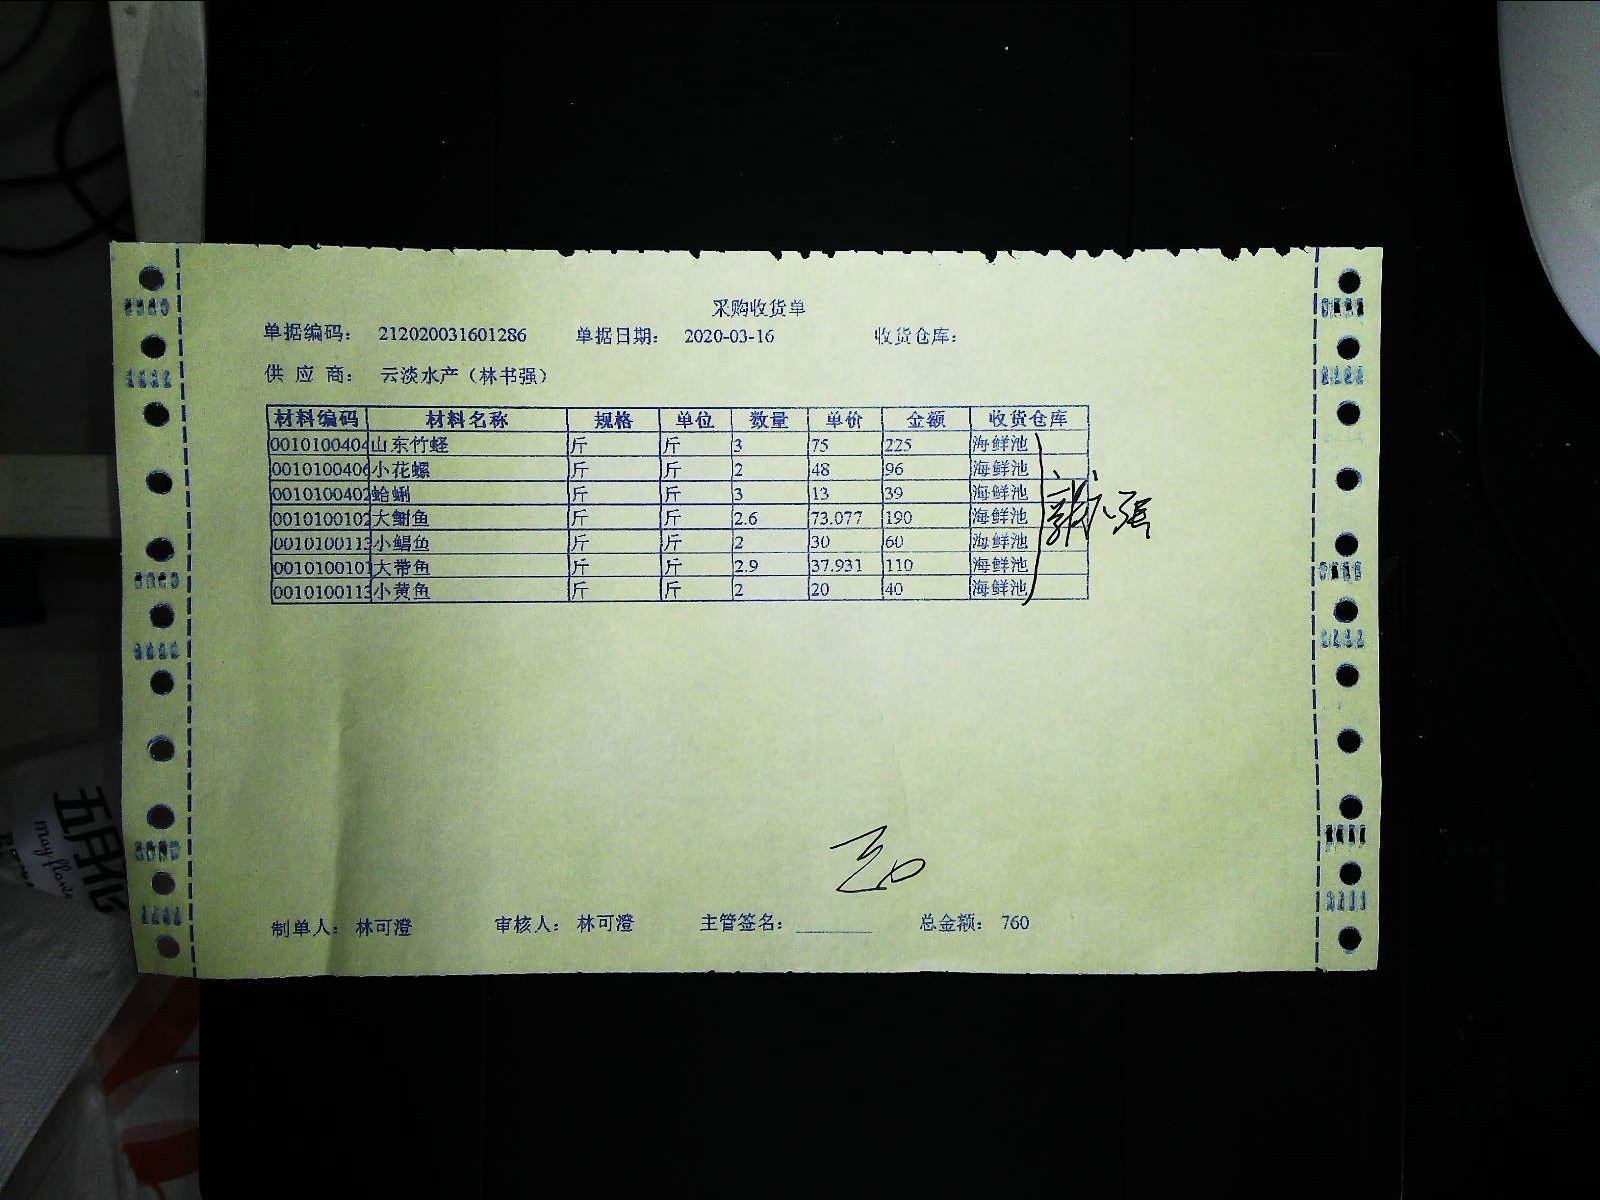 采购收货单
单据编码: 212020031601286 单据日期: 2020-03-16 收货仓库:
供 应 商: 云淡水产（林书强）
材料编码 材料名称 规格 单位 数量 单价 金额 收货仓库
0010100404 山东竹蛏 斤 斤 3 75 225 海鲜池
0010100406 小花螺 斤 斤 2 48 96 海鲜池
0010100402 蛤蜊 斤 斤 3 13 39 海鲜池
0010100102 大鲥鱼 斤 斤 2.6 73.077 190 海鲜池
0010100113 小鲳鱼 斤 斤 2 30 60 海鲜池
0010100101 大带鱼 斤 斤 2.9 37.931 110 海鲜池
0010100113 小黄鱼 斤 斤 2 20 40 海鲜池
制单人: 林可澄 审核人: 林可澄 主管签名: 总金额: 760
五月花
may flower